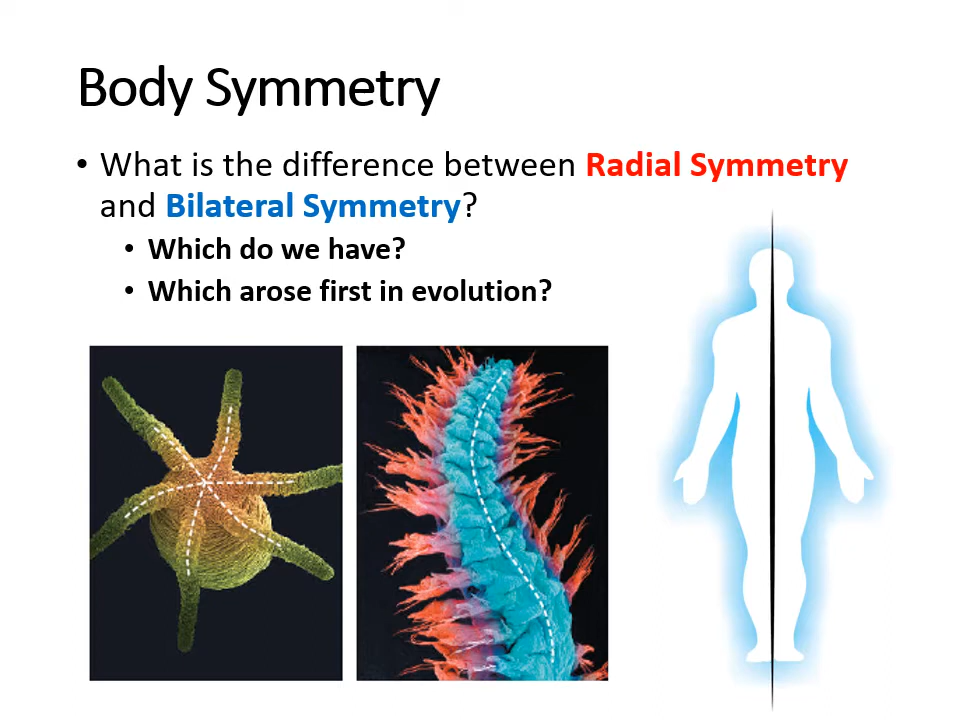 Body Symmetry
• What is the difference between Radial Symmetry
and Bilateral Symmetry?
• Which do we have?
• Which arose first in evolution?